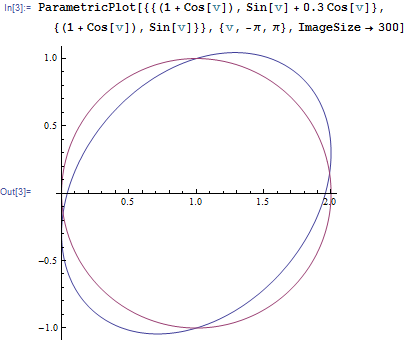 In[3]:= ParametricPlot[{{(1 + Cos[v]), Sin[v] + 0.3 Cos[v]},
{(1 + Cos[v]), Sin[v]}}, {v, -π, π}, ImageSize → 300]
1.0
0.5
Out[3]=
0.5 1.0 1.5 2.0
-0.5
-1.0